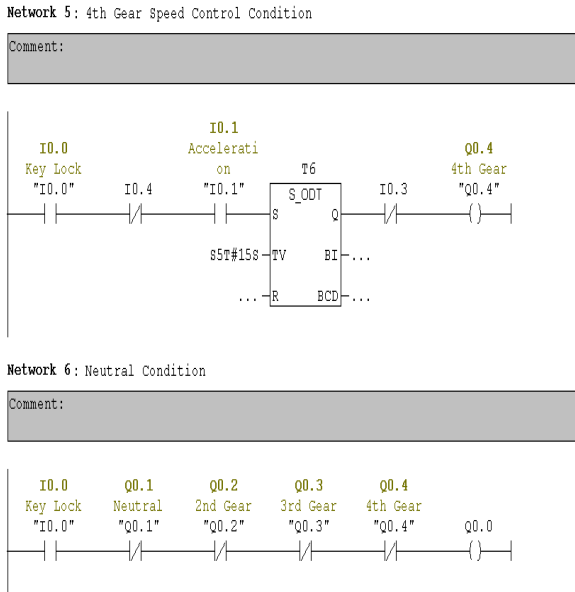 Network 5: 4th Gear Speed Control Condition
Comment:
I0.1
I0.0 Accelerati Q0.4
Key Lock on T6 4th Gear
"I0.0" I0.4 "I0.1" S_ODT I0.3 "Q0.4"
S Q
S5T#15S TV BI ...
... R BCD ...
Network 6: Neutral Condition
Comment:
I0.0 Q0.1 Q0.2 Q0.3 Q0.4
Key Lock Neutral 2nd Gear 3rd Gear 4th Gear
"I0.0" "Q0.1" "Q0.2" "Q0.3" "Q0.4" Q0.0